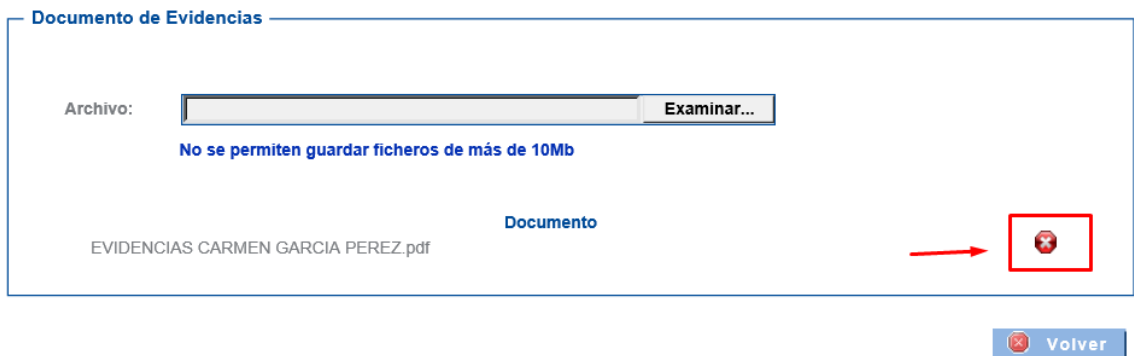 Documento de Evidencias
Archivo:
Examinar...
No se permiten guardar ficheros de más de 10Mb
Documento
EVIDENCIAS CARMEN GARCIA PEREZ.pdf
Volver